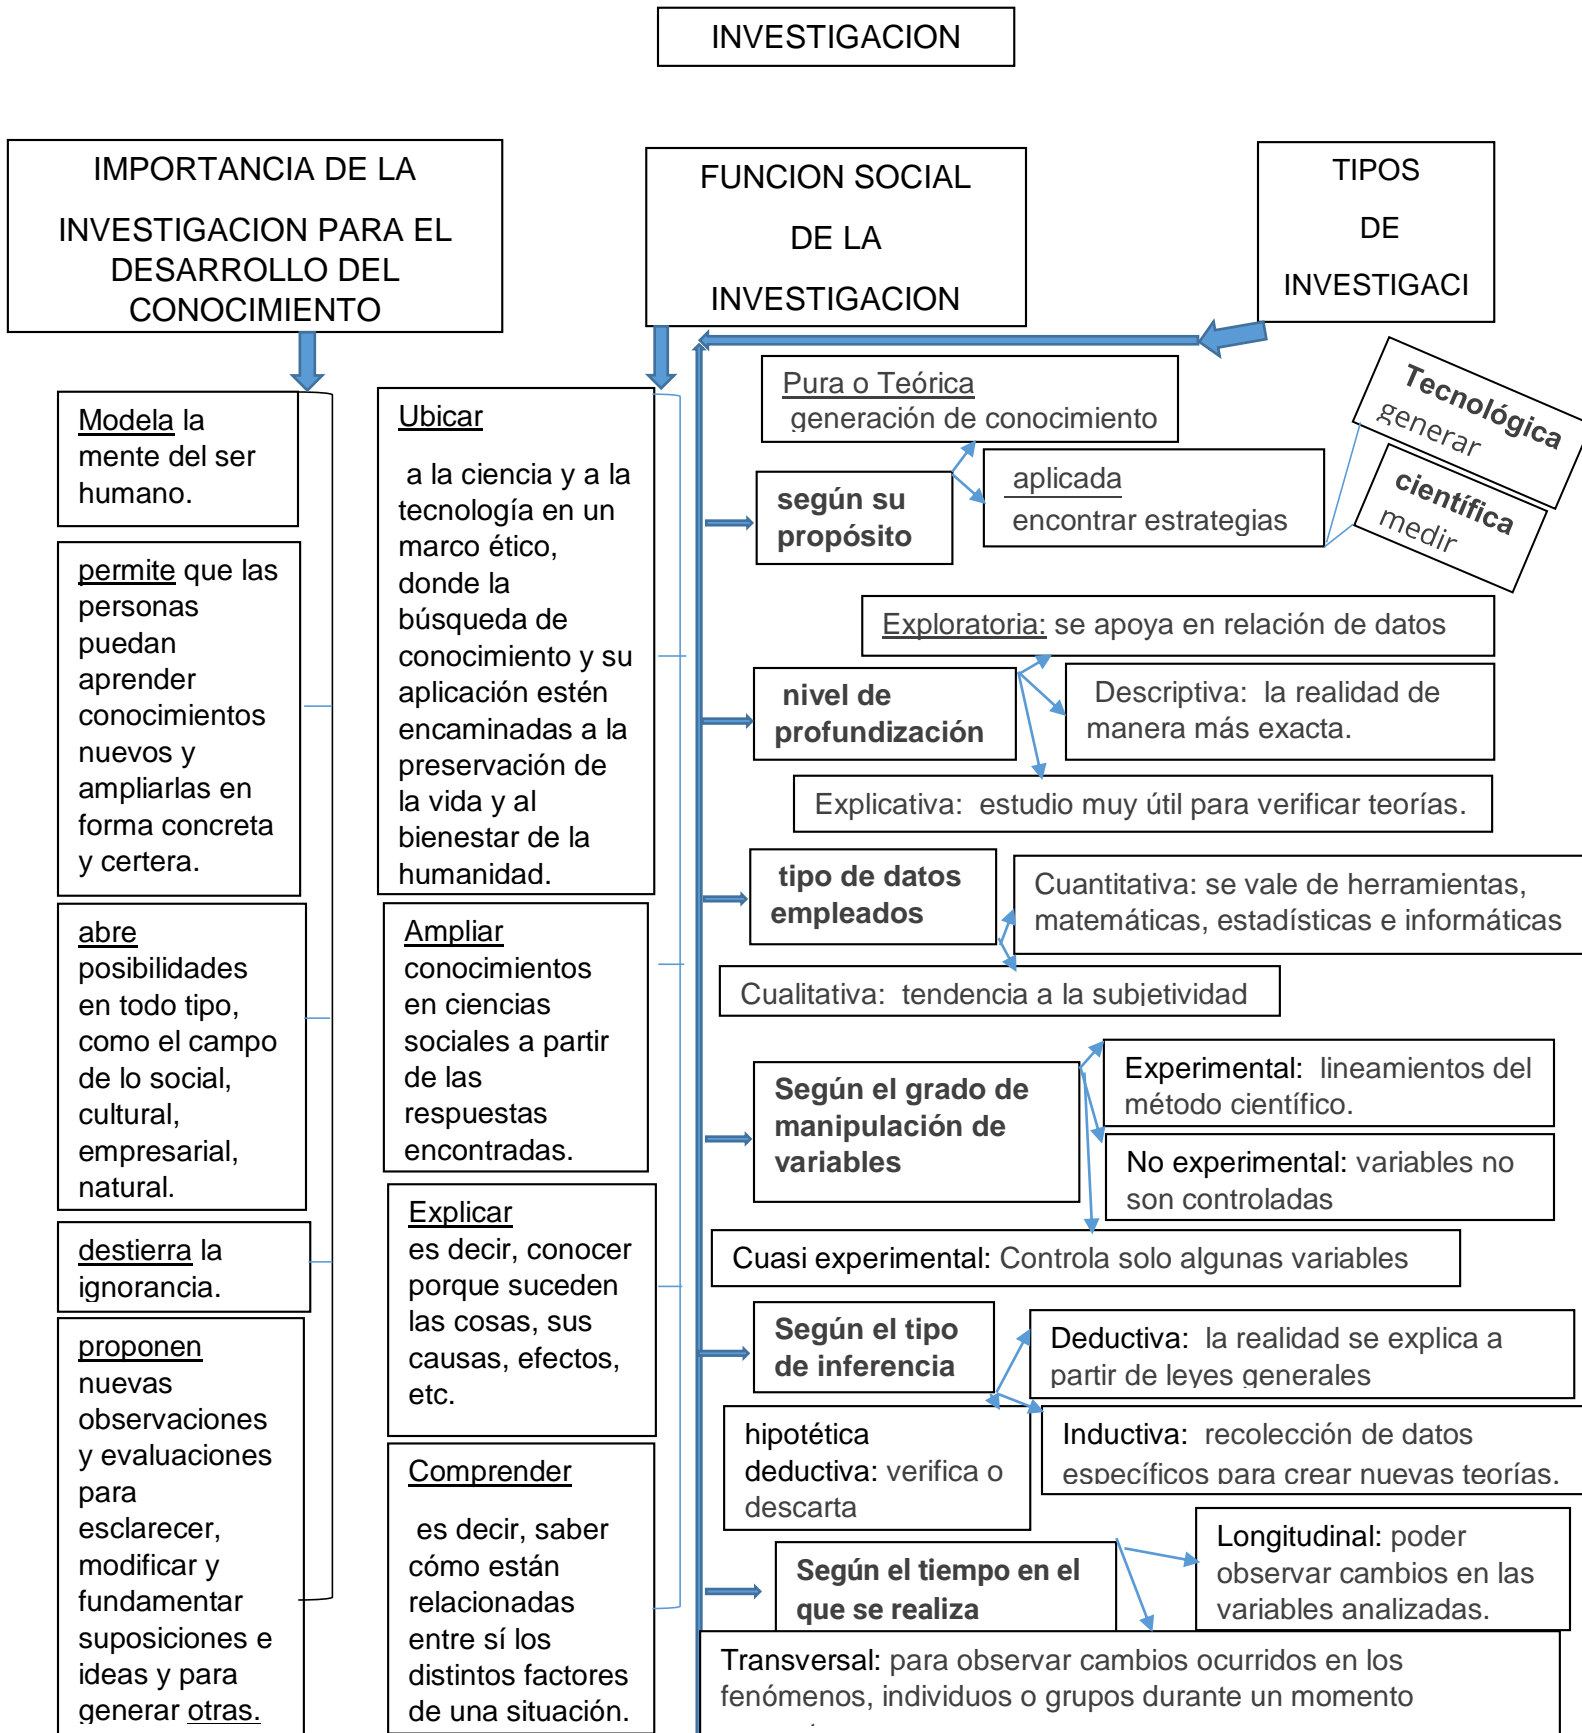 INVESTIGACION
IMPORTANCIA DE LA
INVESTIGACION PARA EL
DESARROLLO DEL
CONOCIMIENTO
Modela la
mente del ser
humano.
permite que las
personas
puedan
aprender
conocimientos
nuevos y
ampliarlas en
forma concreta
y certera.
abre
posibilidades
en todo tipo,
como el campo
de lo social,
cultural,
empresarial,
natural.
destierra la
ignorancia.
proponen
nuevas
observaciones
y evaluaciones
para
esclarecer,
modificar y
fundamentar
suposiciones e
ideas y para
generar otras.
FUNCION SOCIAL
DE LA
INVESTIGACION
Ubicar
a la ciencia y a la
tecnología en un
marco ético,
donde la
búsqueda de
conocimiento y su
aplicación estén
encaminadas a la
preservación de
la vida y al
bienestar de la
humanidad.
Ampliar
conocimientos
en ciencias
sociales a partir
de las
respuestas
encontradas.
Explicar
es decir, conocer
porque suceden
las cosas, sus
causas, efectos,
etc.
Comprender
es decir, saber
cómo están
relacionadas
entre sí los
distintos factores
de una situación.
TIPOS
DE
INVESTIGACI
según su
propósito
Pura o Teórica
generación de conocimiento
aplicada
encontrar estrategias
Tecnológica
generar
científica
medir
nivel de
profundización
Exploratoria: se apoya en relación de datos
Descriptiva: la realidad de
manera más exacta.
Explicativa: estudio muy útil para verificar teorías.
tipo de datos
empleados
Cuantitativa: se vale de herramientas,
matemáticas, estadísticas e informáticas
Cualitativa: tendencia a la subjetividad
Según el grado de
manipulación de
variables
Experimental: lineamientos del
método científico.
No experimental: variables no
son controladas
Cuasi experimental: Controla solo algunas variables
Según el tipo
de inferencia
Deductiva: la realidad se explica a
partir de leyes generales
Inductiva: recolección de datos
específicos para crear nuevas teorías.
hipotética
deductiva: verifica o
descarta
Según el tiempo en el
que se realiza
Longitudinal: poder
observar cambios en las
variables analizadas.
Transversal: para observar cambios ocurridos en los
fenómenos, individuos o grupos durante un momento